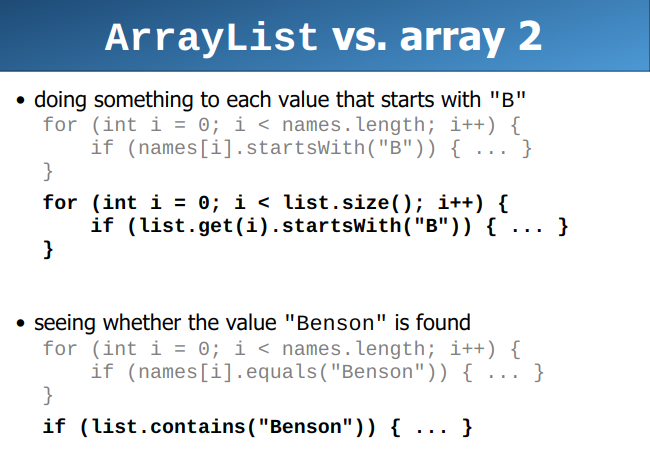 ArrayList vs. array 2
• doing something to each value that starts with "B"
for (int i = 0; i < names.length; i++) {
    if (names[i].startsWith("B")) { ... }
}
for (int i = 0; i < list.size(); i++) {
    if (list.get(i).startsWith("B")) { ... }
}
• seeing whether the value "Benson" is found
for (int i = 0; i < names.length; i++) {
    if (names[i].equals("Benson")) { ... }
}
if (list.contains("Benson")) { ... }